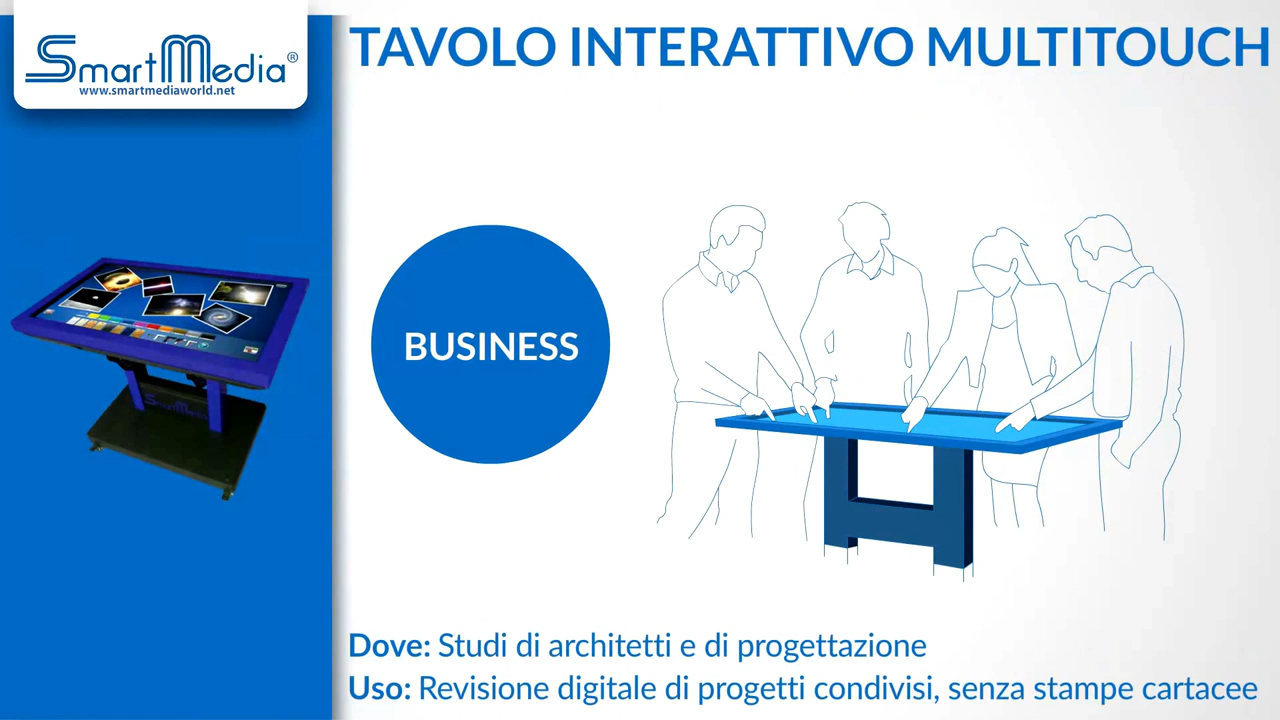 SmartMedia®
www.smartmediaworld.net
TAVOLO INTERATTIVO MULTITOUCH
BUSINESS
SmartMedia
Dove: Studi di architetti e di progettazione
Uso: Revisione digitale di progetti condivisi, senza stampe cartacee